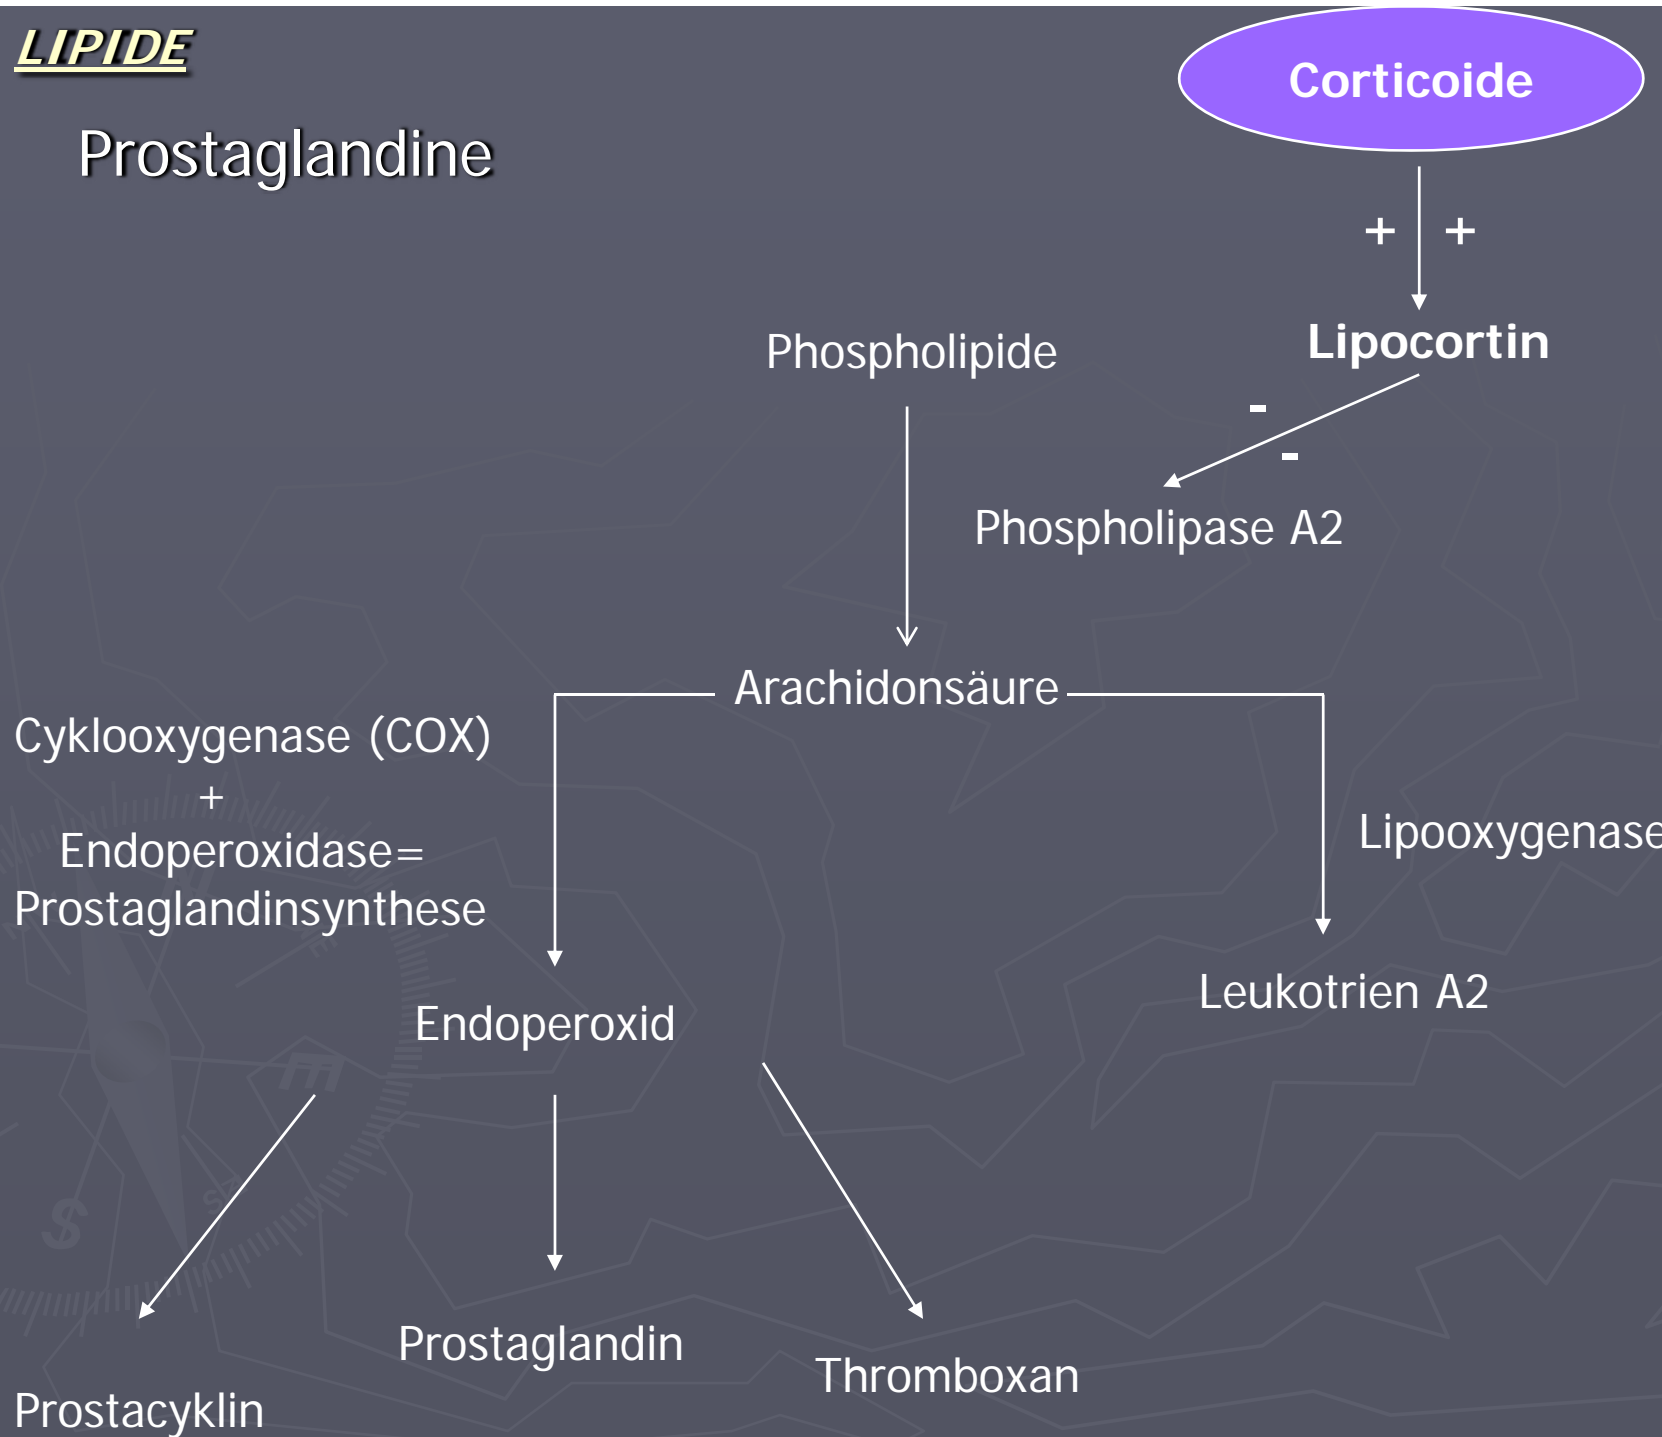 LIPIDE
Corticoide
Prostaglandine
+ +
Phospholipide
Lipocortin
-
-
Phospholipase A2
Arachidonsäure
Cyklooxygenase (COX)
+
Endoperoxidase=
Prostaglandinsynthese
Lipooxygenase
Leukotrien A2
Endoperoxid
E
S
Prostaglandin
Thromboxan
Prostacyklin